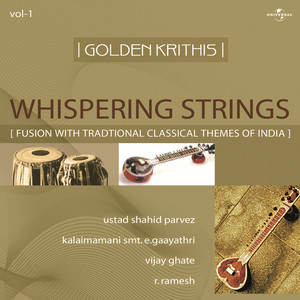 vol-1
UNIVERSAL
| GOLDEN KRITHIS |
WHISPERING STRINGS
[ FUSION WITH TRADTIONAL CLASSICAL THEMES OF INDIA ]
ustad shahid parvez
kalaimamani smt. e.gaayathri
vijay ghate
r.ramesh